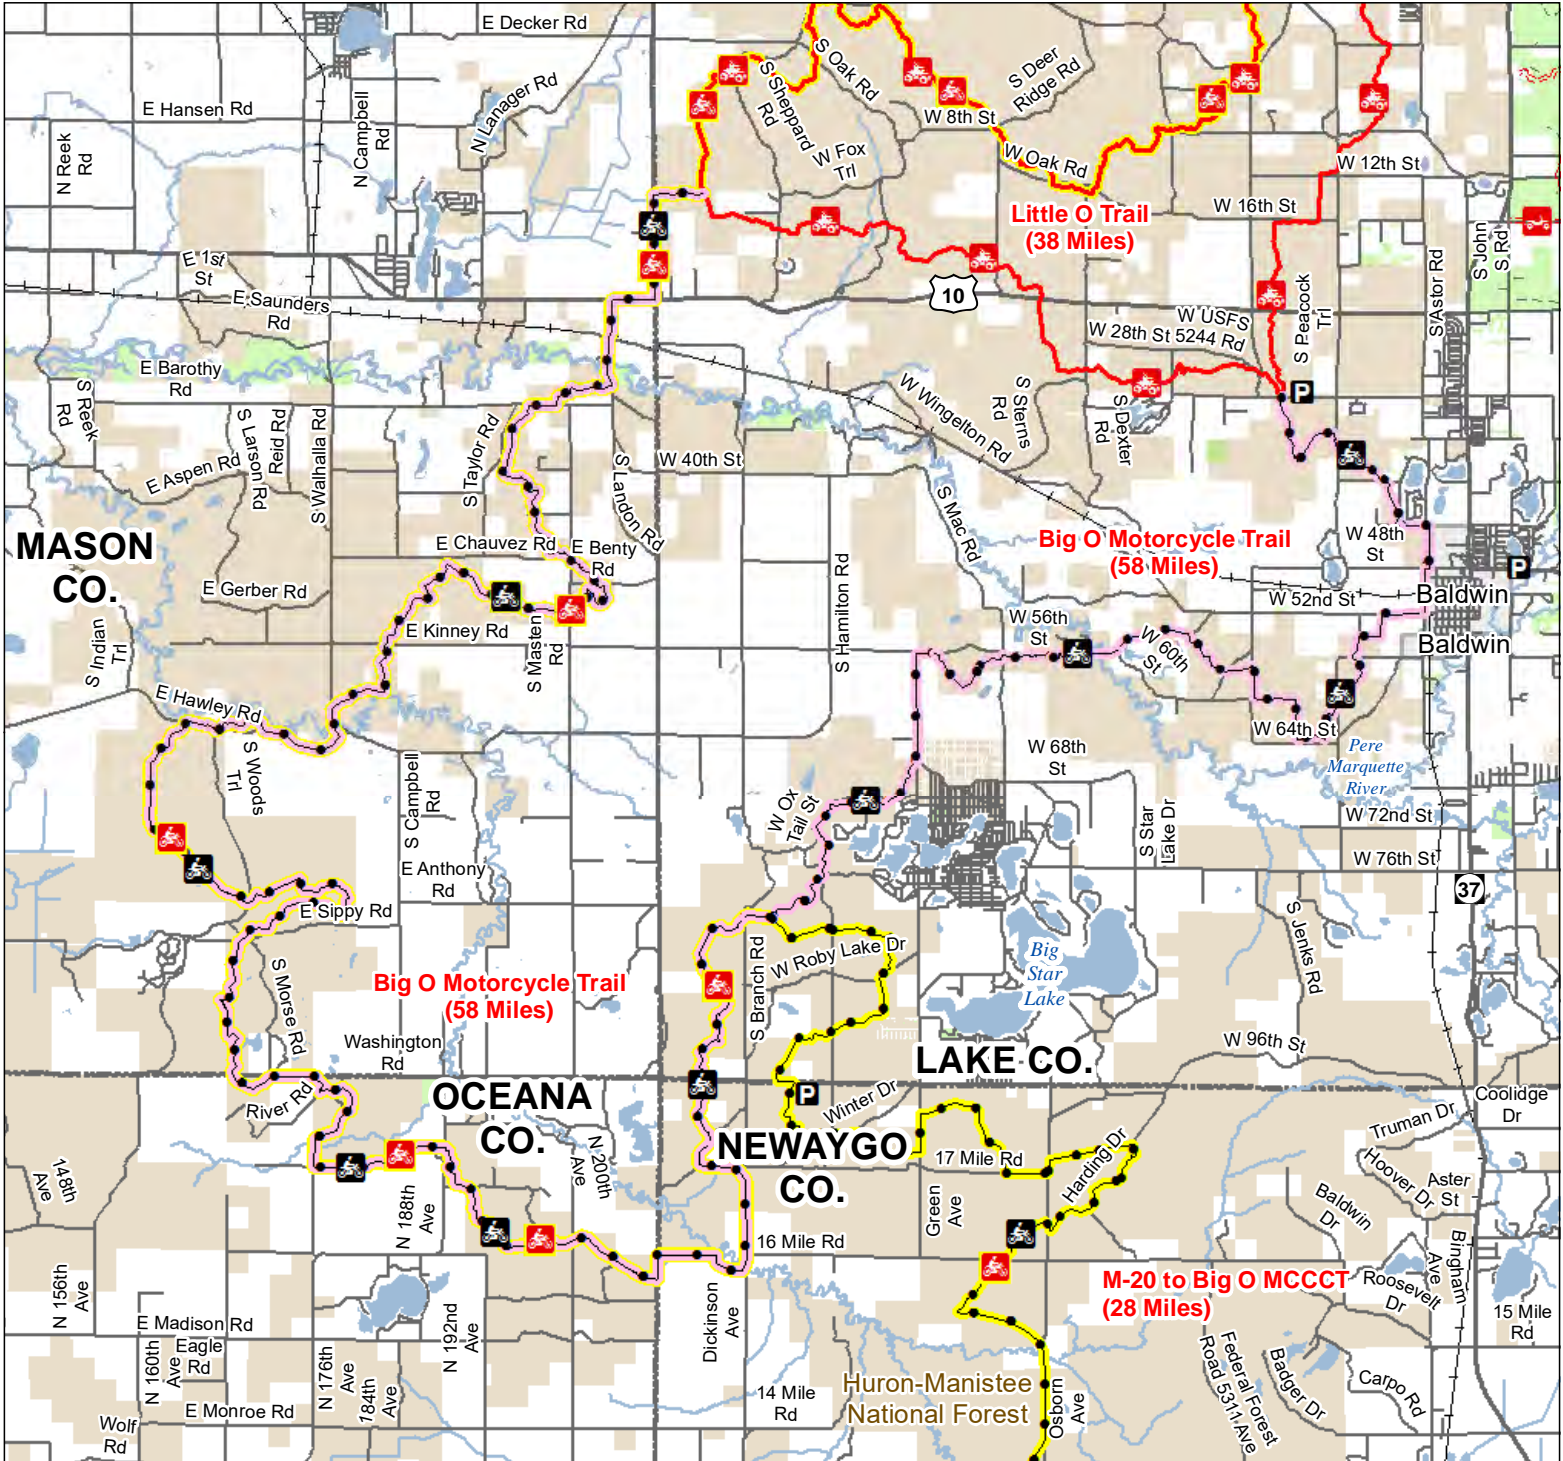 E Decker Rd
S Oak Rd
S Deer
Ridge Rd
S Sheppard
Rd
N Lanager Rd
E Hansen Rd
N Campbell
Rd
N Reek
Rd
W 8th St
W Fox
Trl
W Oak Rd
W 12th St
W 16th St
Little O Trail
(38 Miles)
S John
S Rd
E 1st
St
E Saunders
Rd
10
S Peacock
Trl
S Astor Rd
W USFS
5244 Rd
W 28th St
E Barothy
Rd
S Reek
Rd
S Larson Rp
Reid Rd
S Walhalla Rd
E Aspen Rd
S Taylor Rd
S Landon Rd
W 40th St
W Wingelton Rd
S Sterns
Rd
S Dexter
Rd
P
S Mac Rd
MASON
CO.
E Chauvez Rd
E Benty
Rd
Big O Motorcycle Trail
(58 Miles)
W 48th
St
P
E Gerber Rd
S Hamilton Rd
W 52nd St
Baldwin
Baldwin
E Kinney Rd
S Masten
Rd
W 56th
St
W 60th
St
S Indian
Trl
E Hawley Rd
W 64th St
S Woods
Trl
S Campbell
Rd
W 68th
St
Pere
Marquette
River
W Ox
Tail St
S Star
Lake Dr
W 72nd St
W 76th St
E Anthony
Rd
37
E Sippy Rd
S Jenks Rd
S Branch Rd
W Roby Lake Dr
Big
Star
Lake
S Morse Rd
Big O Motorcycle Trail
(58 Miles)
Washington
Rd
W 96th St
LAKE CO.
River Rd
OCEANA
CO.
P
Winter Dr
Coolidge
Dr
Truman Dr
NEWAYGO
CO.
17 Mile Rd
Harding Dr
Hoover Dr
Aster
St
148th
Ave
N 200th
Ave
N 188th
Ave
Green
Ave
Baldwin
Dr
16 Mile Rd
Bingham
Ave
M-20 to Big O MCCCT
(28 Miles)
Roosevelt
Dr
15 Mile
Rd
N 156th
Ave
E Madison Rd
N 192nd
Ave
Dickinson
Ave
Eagle
Rd
N 160th
Ave
N 176th
Ave
184th
Ave
Federal Forest
Road 5311 Ave
Badger Dr
Carpo Rd
Huron-Manistee
National Forest
14 Mile
Rd
Osborn
Ave
E Monroe Rd
Wolf
Rd